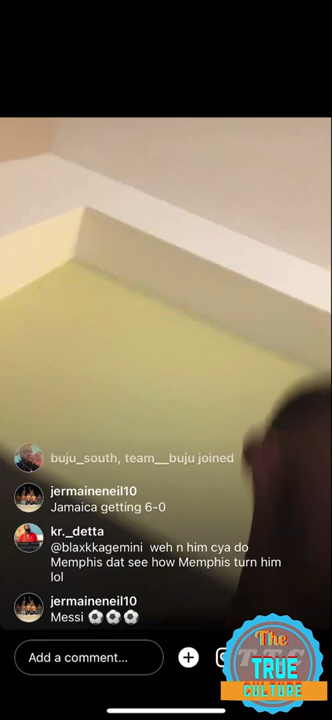 buju_south, team__buju joined
jermaineneil10
Jamaica getting 6-0
kr._detta
@blaxkkagemini weh n him cya do
Memphis dat see how Memphis turn him
lol
jermaineneil10
Messi ⚽⚽⚽
Add a comment...
The
TRUE
CULTURE